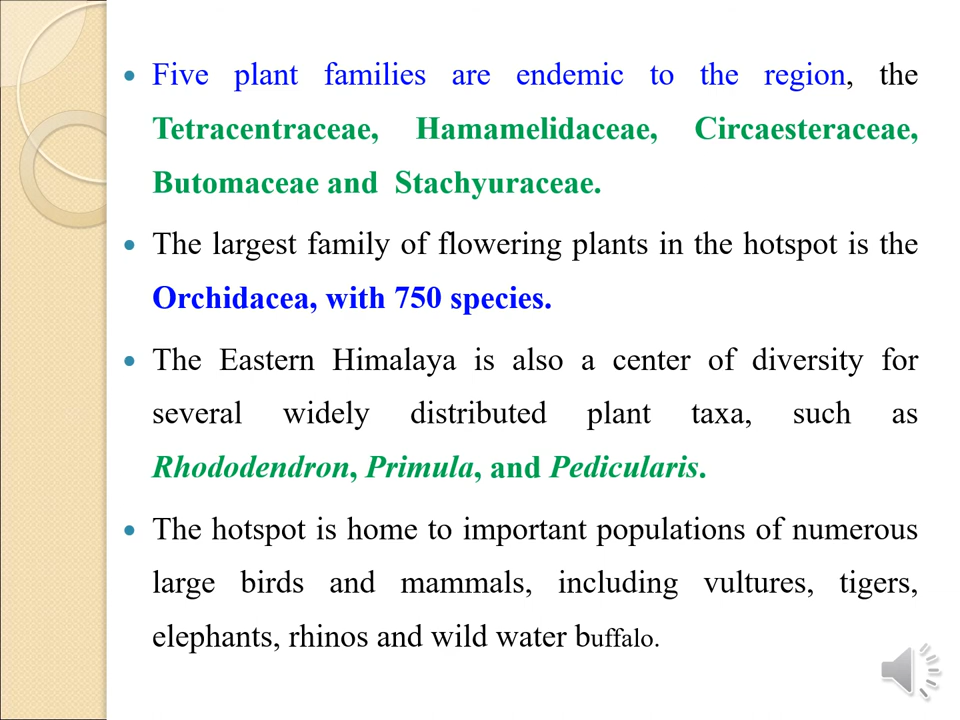 • Five plant families are endemic to the region, the
Tetracentraceae, Hamamelidaceae, Circaesteraceae,
Butomaceae and Stachyuraceae.
• The largest family of flowering plants in the hotspot is the
Orchidacea, with 750 species.
• The Eastern Himalaya is also a center of diversity for
several widely distributed plant taxa, such as
Rhododendron, Primula, and Pedicularis.
• The hotspot is home to important populations of numerous
large birds and mammals, including vultures, tigers,
elephants, rhinos and wild water buffalo.